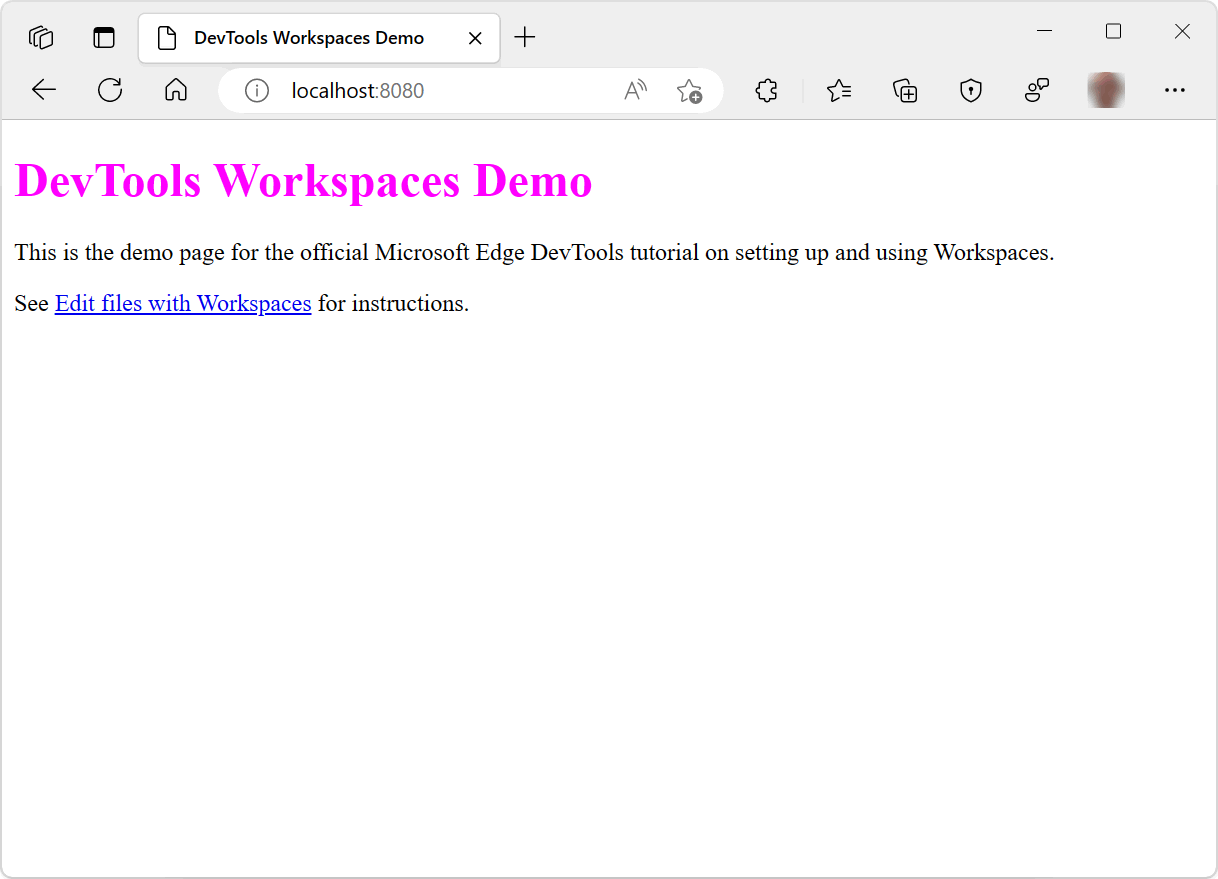 DevTools Workspaces Demo
localhost:8080
DevTools Workspaces Demo
This is the demo page for the official Microsoft Edge DevTools tutorial on setting up and using Workspaces.
See Edit files with Workspaces for instructions.